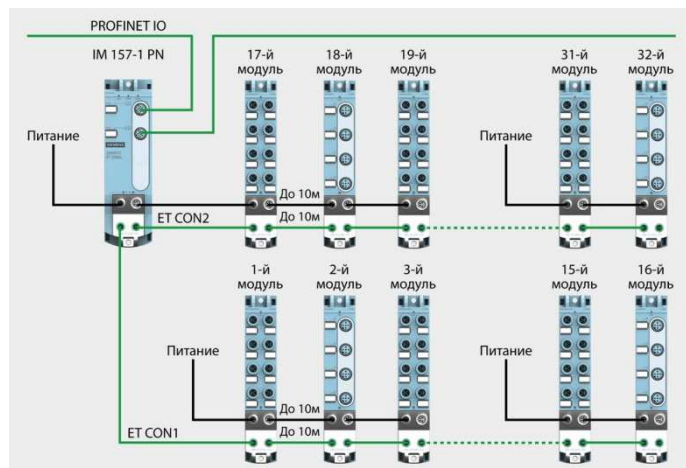 PROFINET IO
IM 157-1 PN
17-й модуль
18-й модуль
19-й модуль
31-й модуль
32-й модуль
Питание
Питание
До 10м
До 10м
ET CON2
1-й модуль
2-й модуль
3-й модуль
15-й модуль
16-й модуль
Питание
Питание
До 10м
До 10м
ET CON1